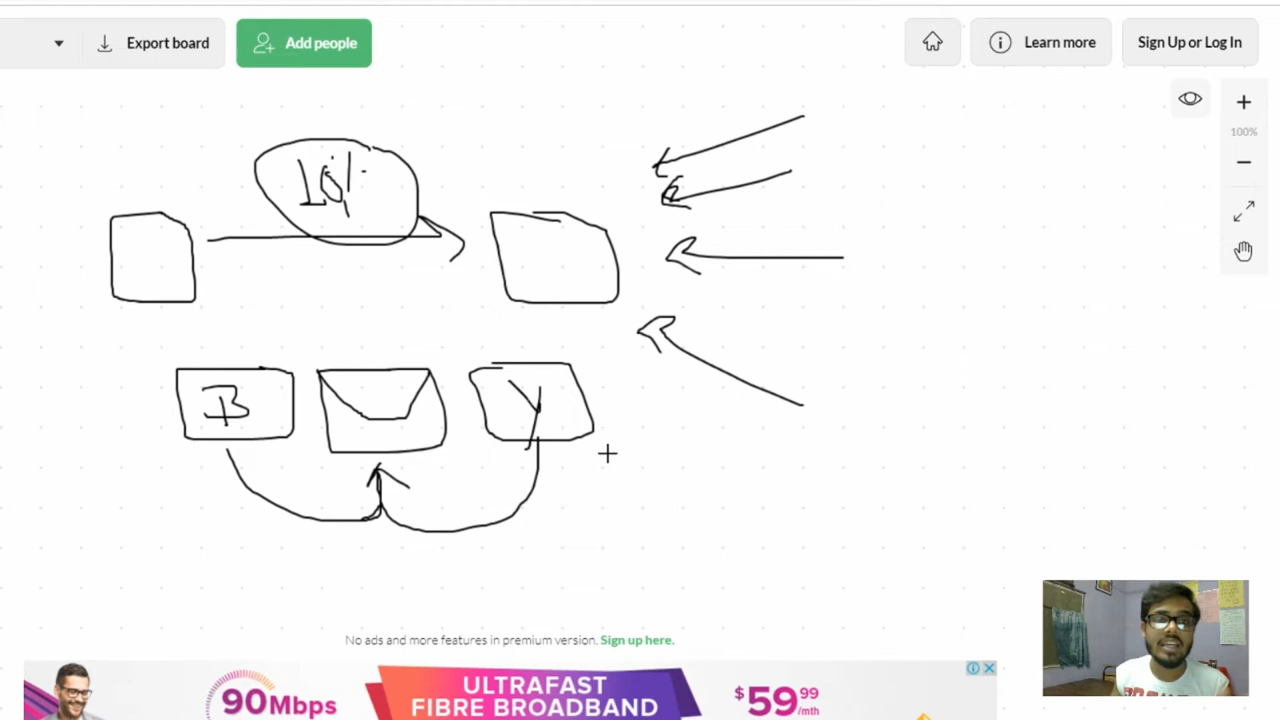 Export board
Add people
Learn more
Sign Up or Log In
100%
10%
B
Y
No ads and more features in premium version. Sign up here.
90Mbps
ULTRAFAST
FIBRE BROADBAND
$59.99
/mth